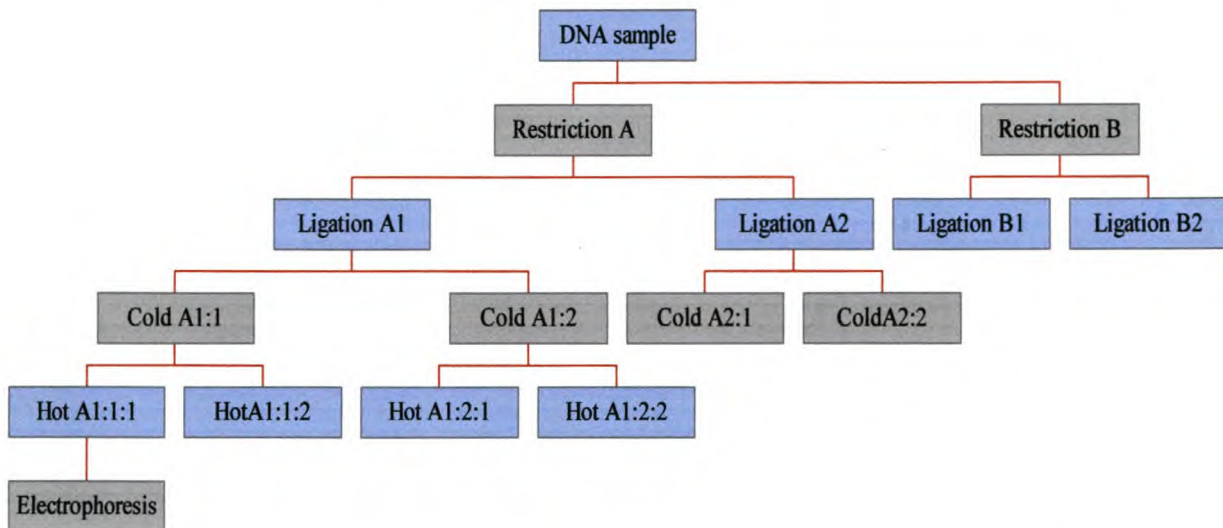 DNA sample
Restriction A
Restriction B
Ligation A1
Ligation A2
Ligation B1
Ligation B2
Cold A1:1
Cold A1:2
Cold A2:1
ColdA2:2
Hot A1:1:1
HotA1:1:2
Hot A1:2:1
Hot A1:2:2
Electrophoresis